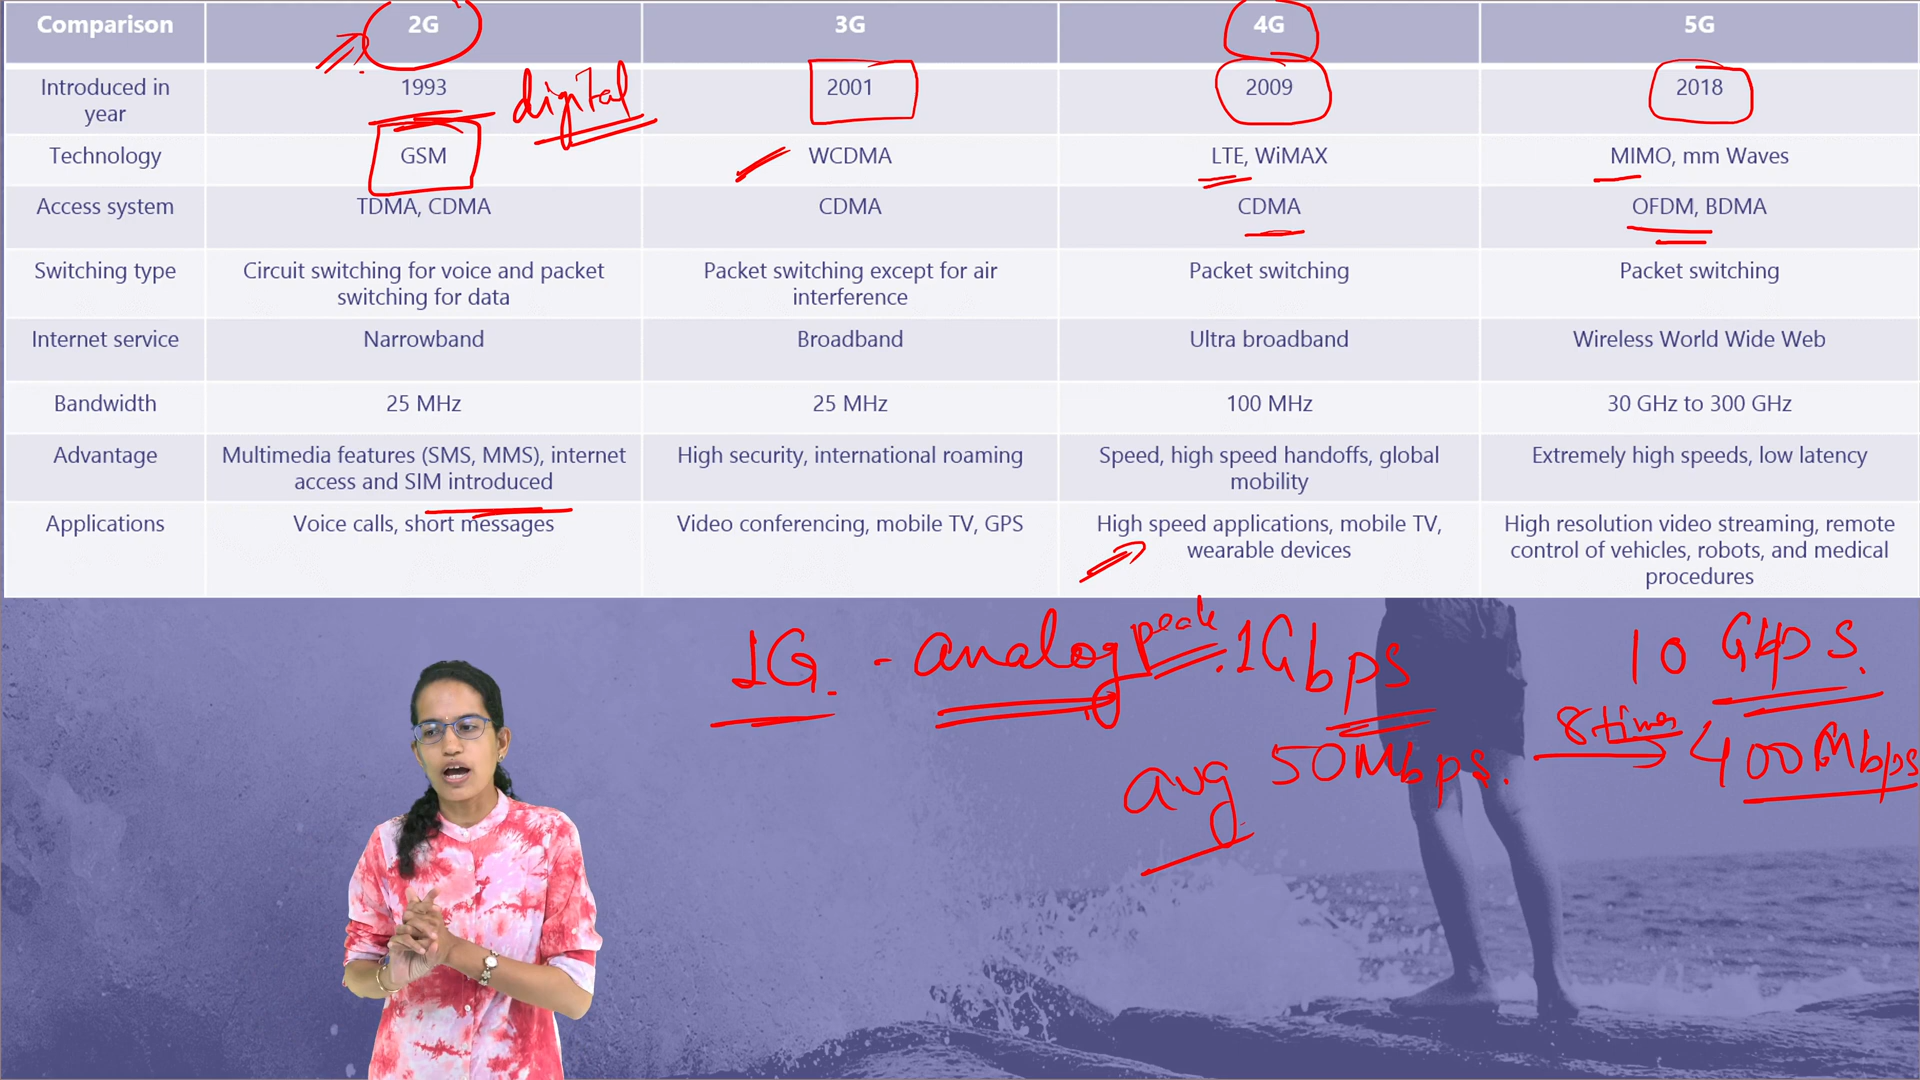 Comparison 2G 3G 4G 5G
Introduced in
year 1993 digital 2001 2009 2018
Technology GSM WCDMA LTE, WiMAX MIMO, mm Waves
Access system TDMA, CDMA CDMA CDMA OFDM, BDMA
Switching type Circuit switching for voice and packet
switching for data Packet switching except for air
interference Packet switching Packet switching
Internet service Narrowband Broadband Ultra broadband Wireless World Wide Web
Bandwidth 25 MHz 25 MHz 100 MHz 30 GHz to 300 GHz
Advantage Multimedia features (SMS, MMS), internet
access and SIM introduced High security, international roaming Speed, high speed handoffs, global
mobility Extremely high speeds, low latency
Applications Voice calls, short messages Video conferencing, mobile TV, GPS High speed applications, mobile TV,
wearable devices High resolution video streaming, remote
control of vehicles, robots, and medical
procedures
1G. - analog peak 1Gbps 10 Gbps.
avg 50Mbps. 8 times 400Mbps